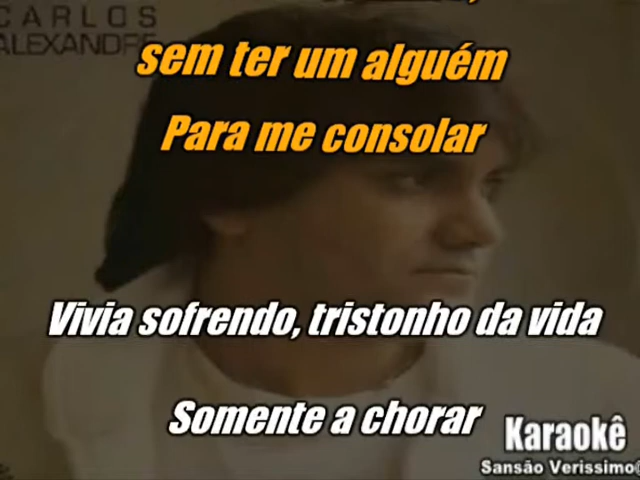 CARLOS
ALEXANDRE
sem ter um alguém
Para me consolar
Vivia sofrendo, tristonho da vida
Somente a chorar
Karaokê
Sansão Verissimo